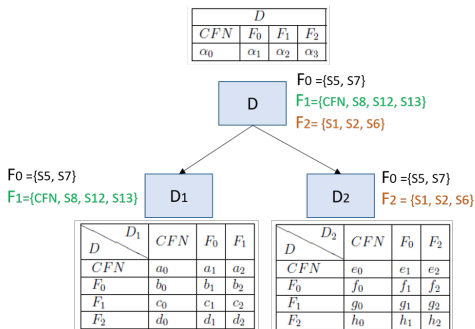 D
CFN F₀ F₁ F₂
α₀ α₁ α₂ α₃
F₀ ={S5, S7}
F₁={CFN, S8, S12, S13}
F₂= {S1, S2, S6}
D
F₀ ={S5, S7}
F₁={CFN, S8, S12, S13}
D₁
D₂
F₀ ={S5, S7}
F₂ = {S1, S2, S6}
D₁ D CFN F₀ F₁
CFN a₀ a₁ a₂
F₀ b₀ b₁ b₂
F₁ c₀ c₁ c₂
F₂ d₀ d₁ d₂
D₂ D CFN F₀ F₂
CFN e₀ e₁ e₂
F₀ f₀ f₁ f₂
F₁ g₀ g₁ g₂
F₂ h₀ h₁ h₂